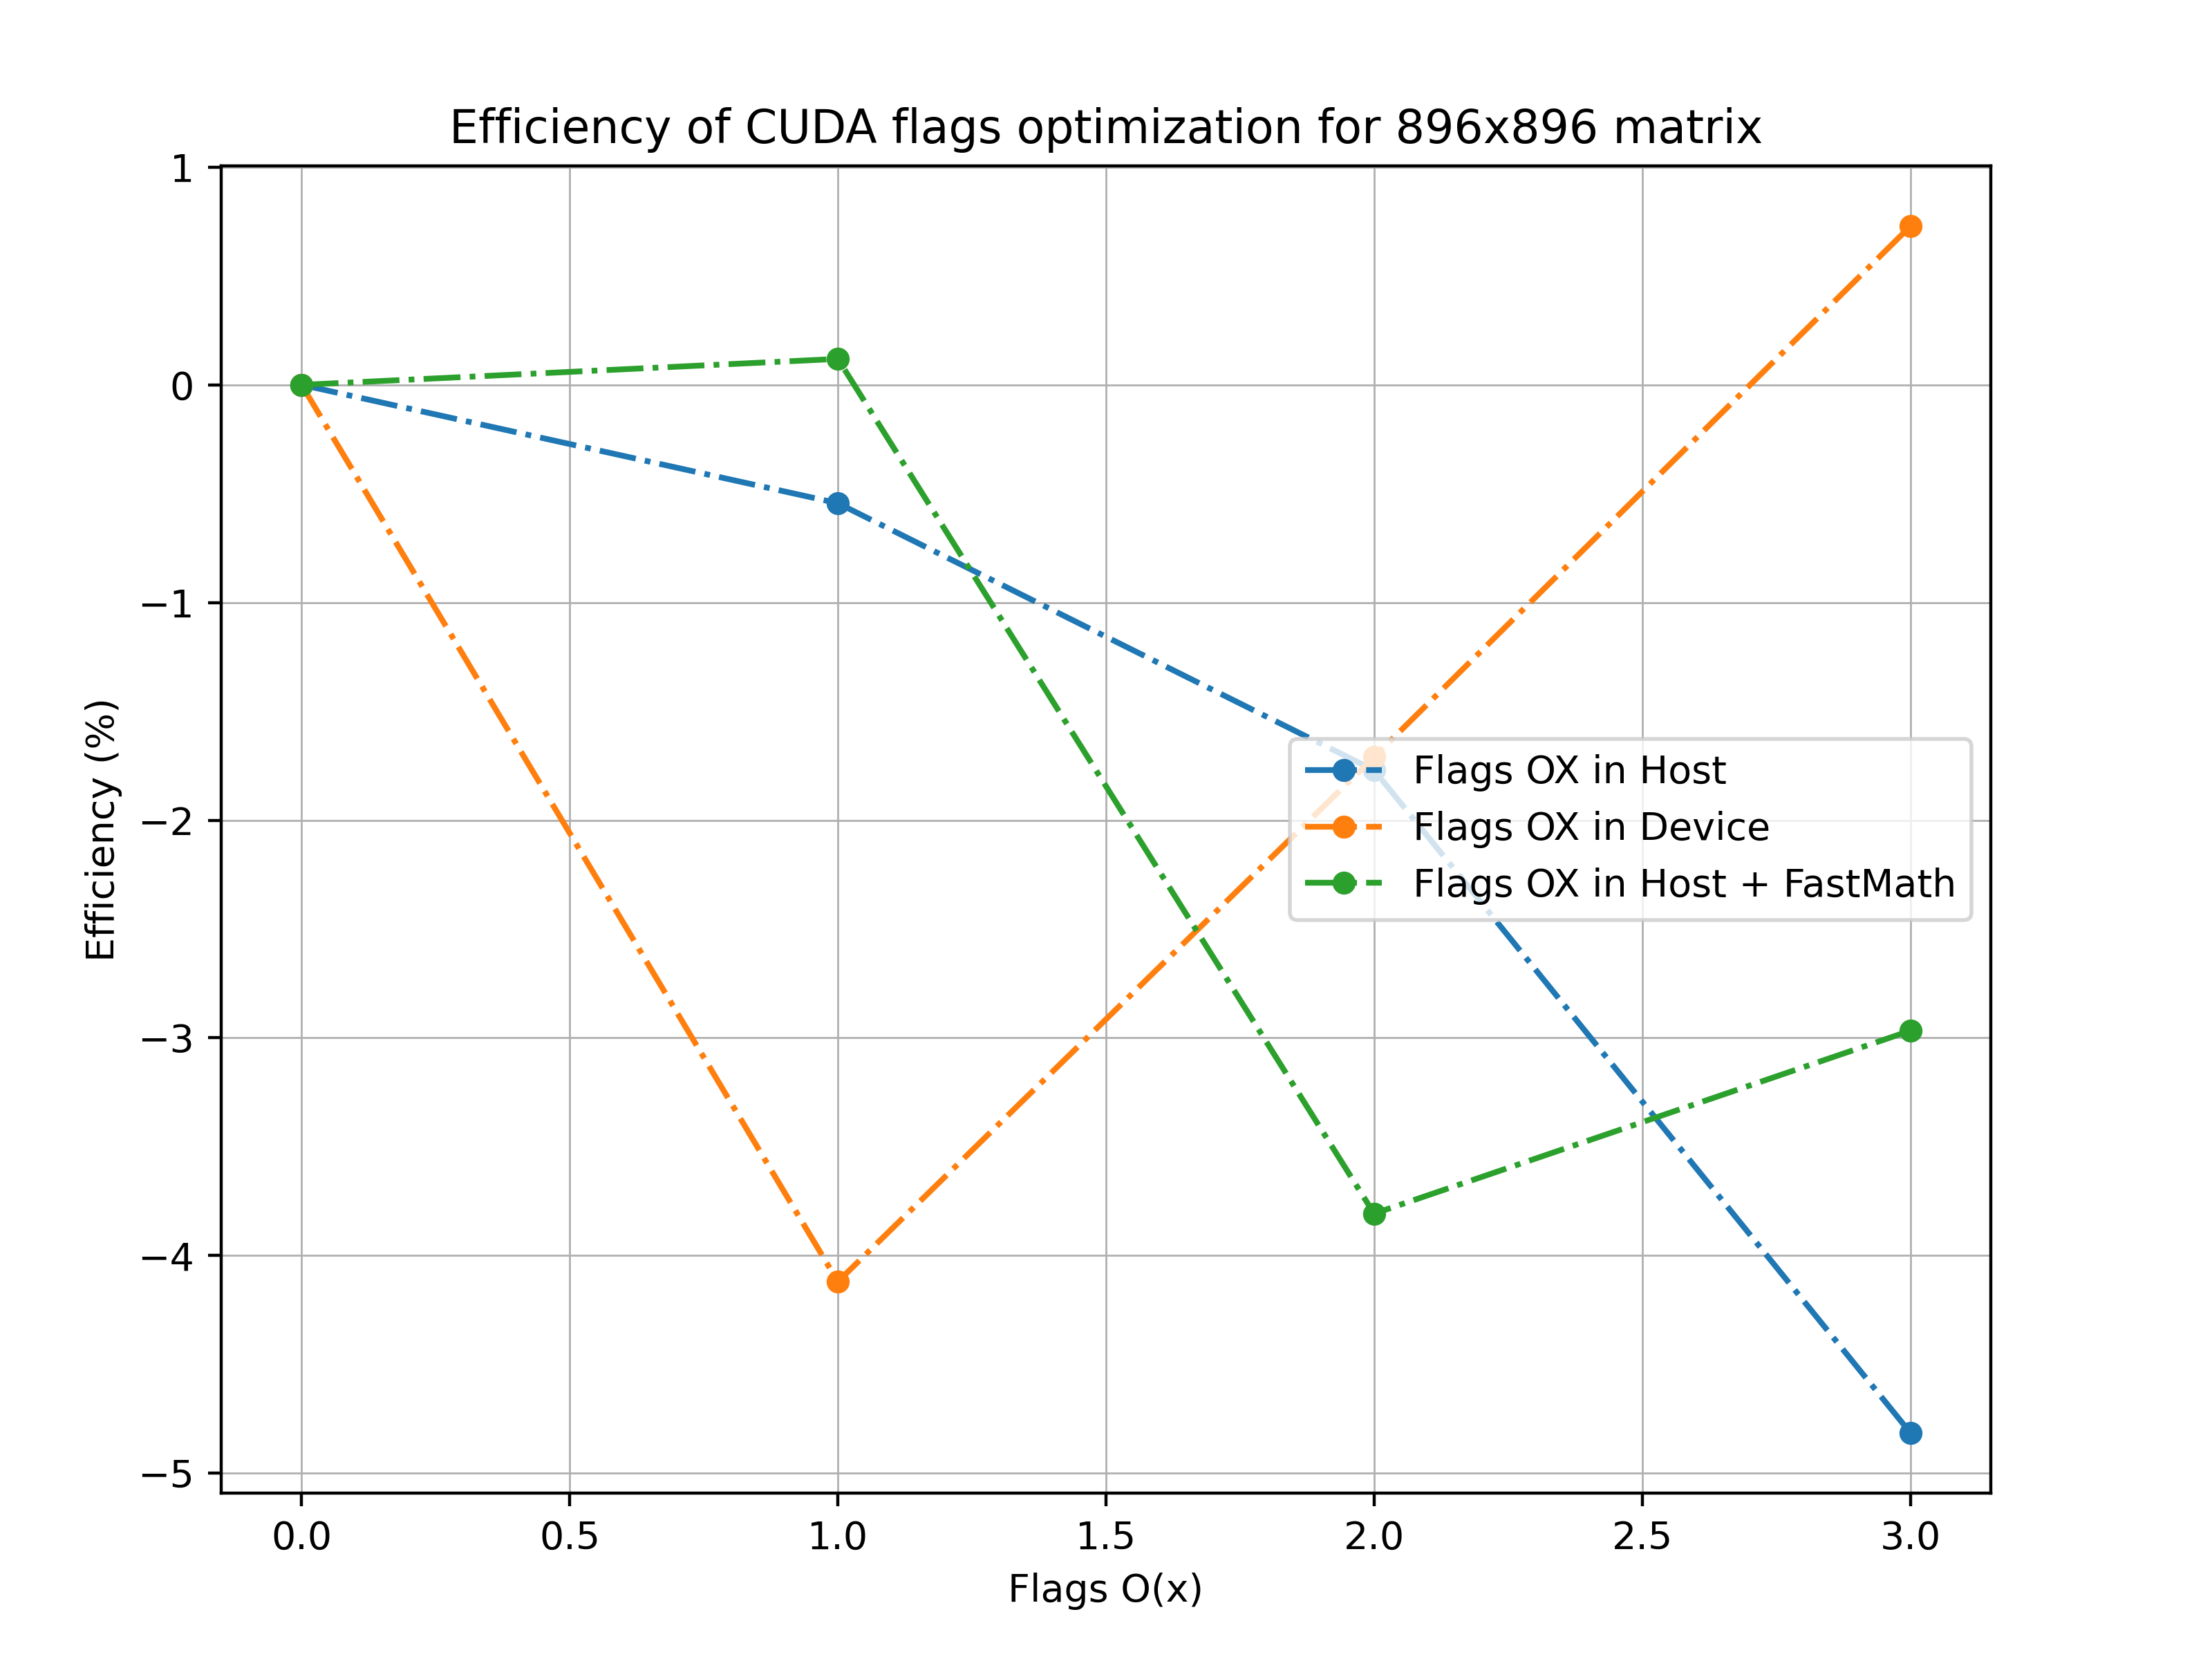 Efficiency of CUDA flags optimization for 896x896 matrix
1
0
−1
−2
−3
−4
−5
Efficiency (%)
Flags OX in Host
Flags OX in Device
Flags OX in Host + FastMath
0.0 0.5 1.0 1.5 2.0 2.5 3.0
Flags O(x)